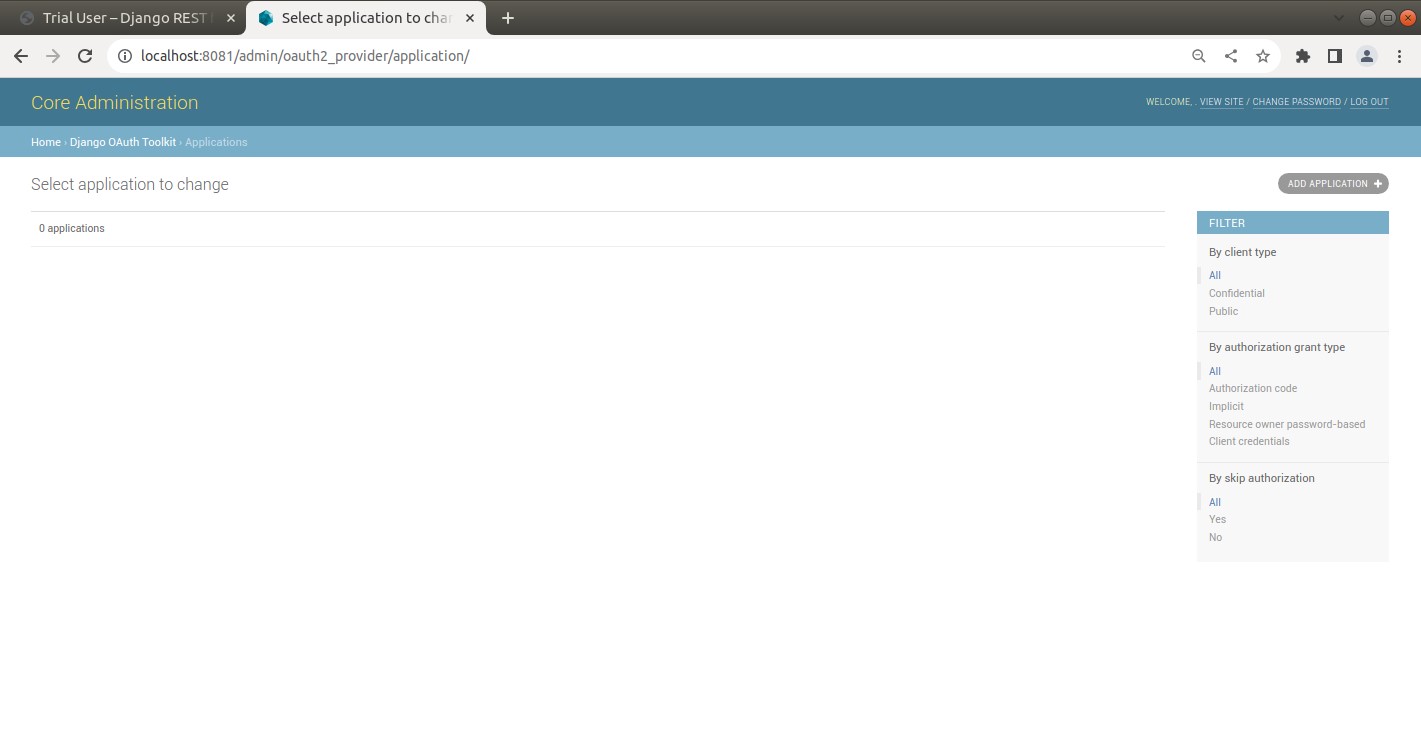 Trial User – Django REST
Select application to chan
localhost:8081/admin/oauth2_provider/application/
Core Administration
WELCOME, . VIEW SITE / CHANGE PASSWORD / LOG OUT
Home › Django OAuth Toolkit › Applications
Select application to change
ADD APPLICATION +
0 applications
FILTER
By client type
All
Confidential
Public
By authorization grant type
All
Authorization code
Implicit
Resource owner password-based
Client credentials
By skip authorization
All
Yes
No